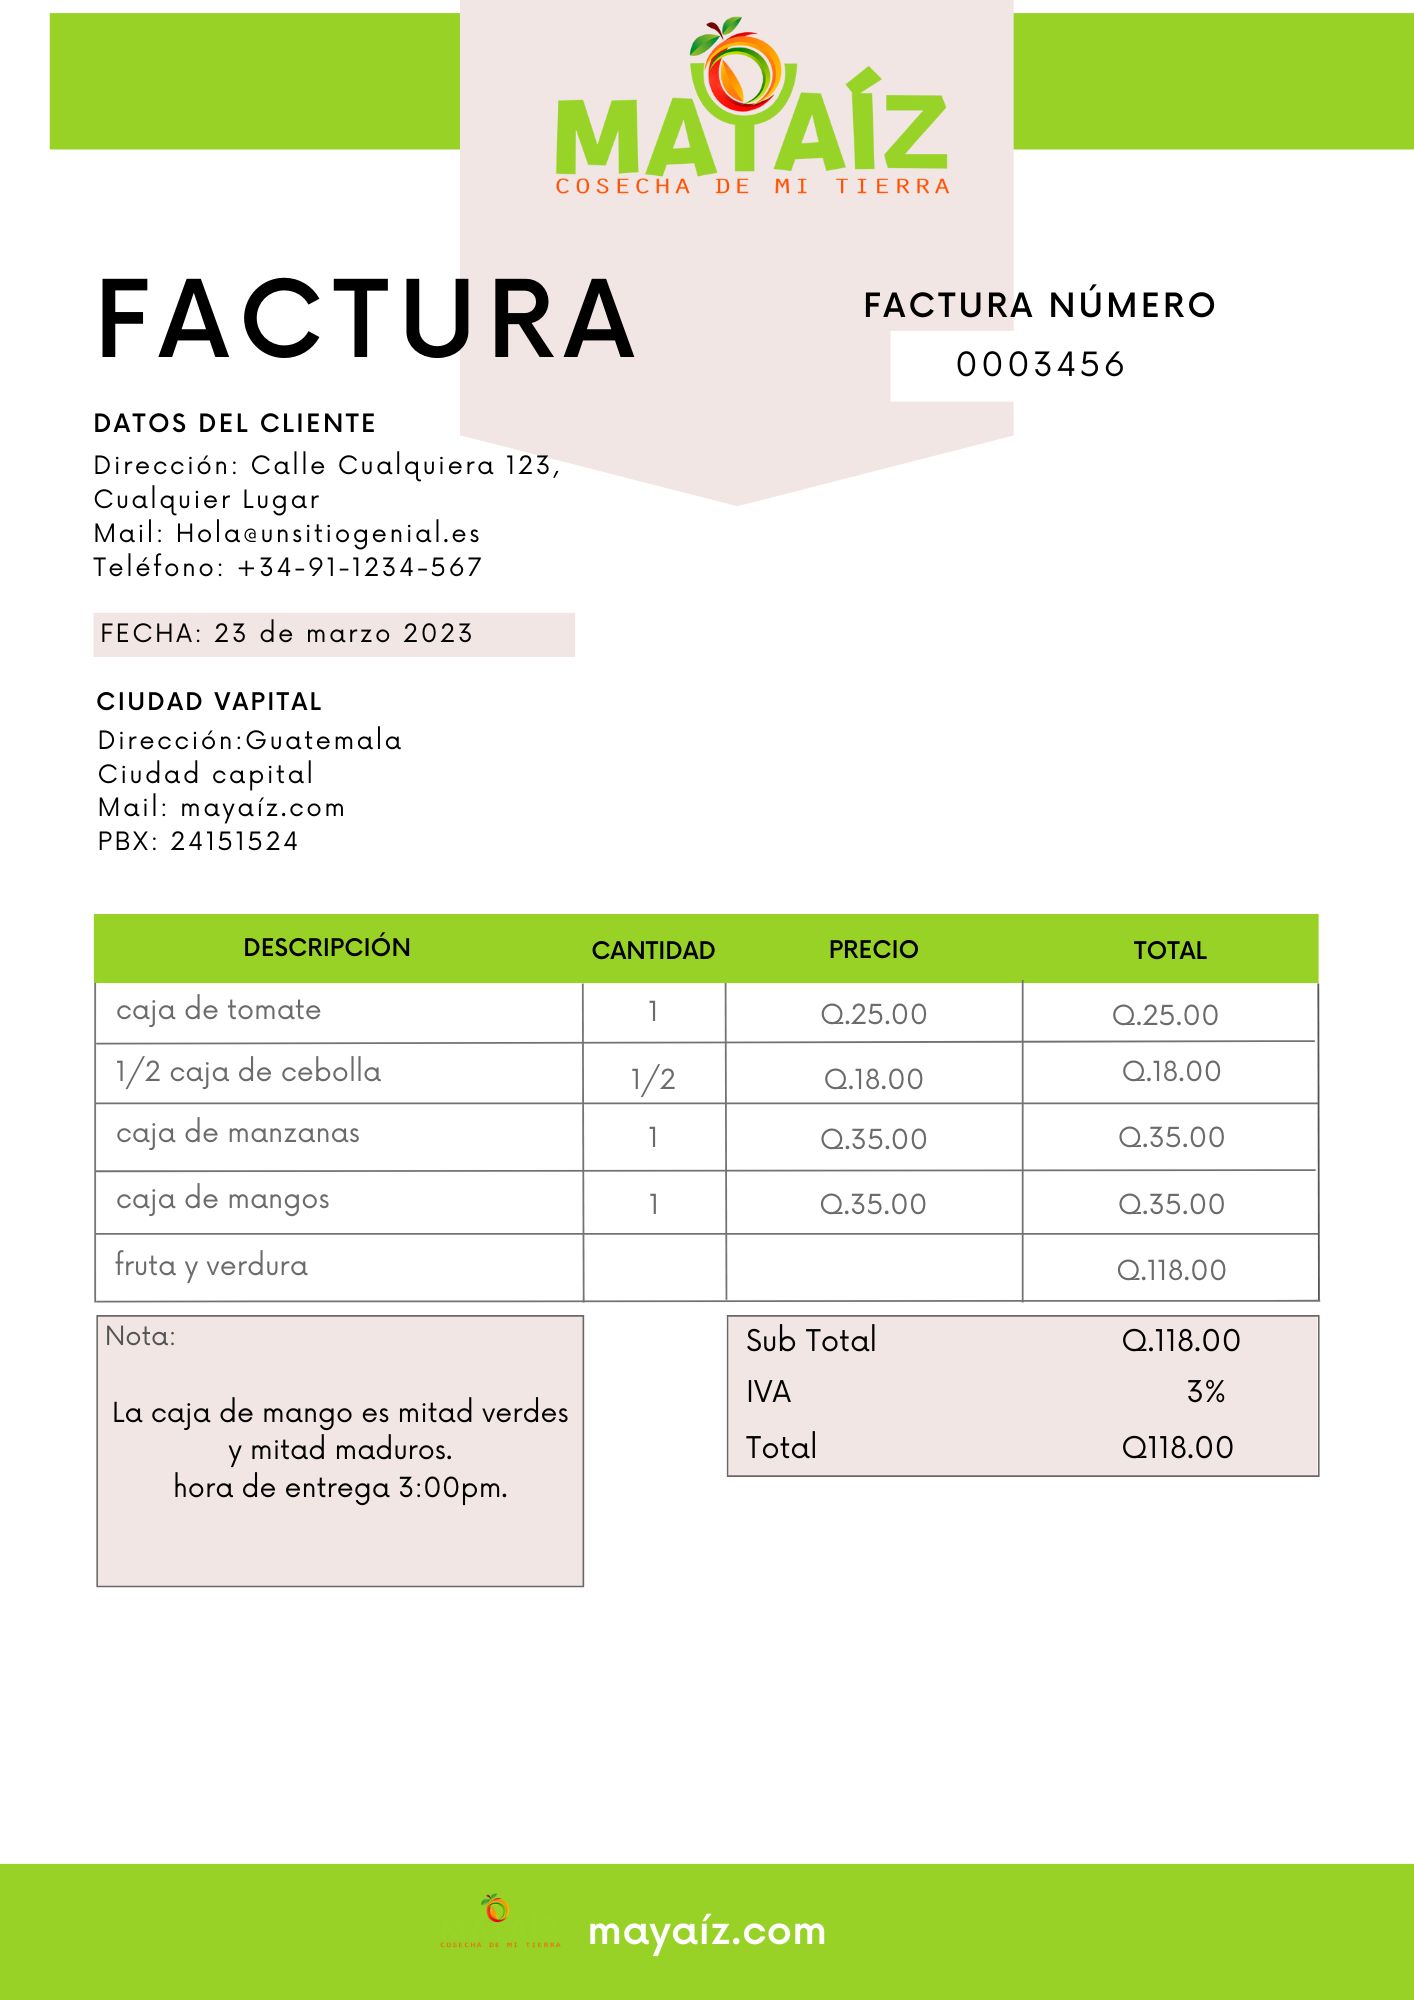 MAYAÍZ
COSECHA DE MI TIERRA
FACTURA
FACTURA NÚMERO
0003456
DATOS DEL CLIENTE
Dirección: Calle Cualquiera 123,
Cualquier Lugar
Mail: Hola@unsitiogenial.es
Teléfono: +34-91-1234-567
FECHA: 23 de marzo 2023
CIUDAD VAPITAL
Dirección:Guatemala
Ciudad capital
Mail: mayaíz.com
PBX: 24151524
DESCRIPCIÓN CANTIDAD PRECIO TOTAL
caja de tomate 1 Q.25.00 Q.25.00
1/2 caja de cebolla 1/2 Q.18.00 Q.18.00
caja de manzanas 1 Q.35.00 Q.35.00
caja de mangos 1 Q.35.00 Q.35.00
fruta y verdura Q.118.00
Nota:
La caja de mango es mitad verdes
y mitad maduros.
hora de entrega 3:00pm.
Sub Total Q.118.00
IVA 3%
Total Q118.00
COSECHA DE MI TIERRA
mayaíz.com